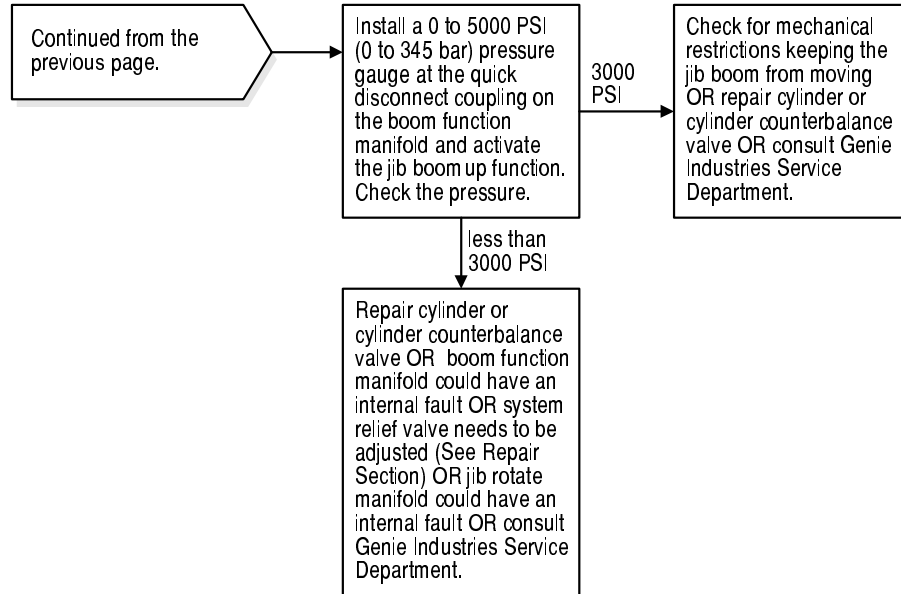 Continued from the
previous page.
Install a 0 to 5000 PSI
(0 to 345 bar) pressure
gauge at the quick
disconnect coupling on
the boom function
manifold and activate
the jib boom up function.
Check the pressure.
3000
PSI
Check for mechanical
restrictions keeping the
jib boom from moving
OR repair cylinder or
cylinder counterbalance
valve OR consult Genie
Industries Service
Department.
less than
3000 PSI
Repair cylinder or
cylinder counterbalance
valve OR boom function
manifold could have an
internal fault OR system
relief valve needs to be
adjusted (See Repair
Section) OR jib rotate
manifold could have an
internal fault OR consult
Genie Industries Service
Department.